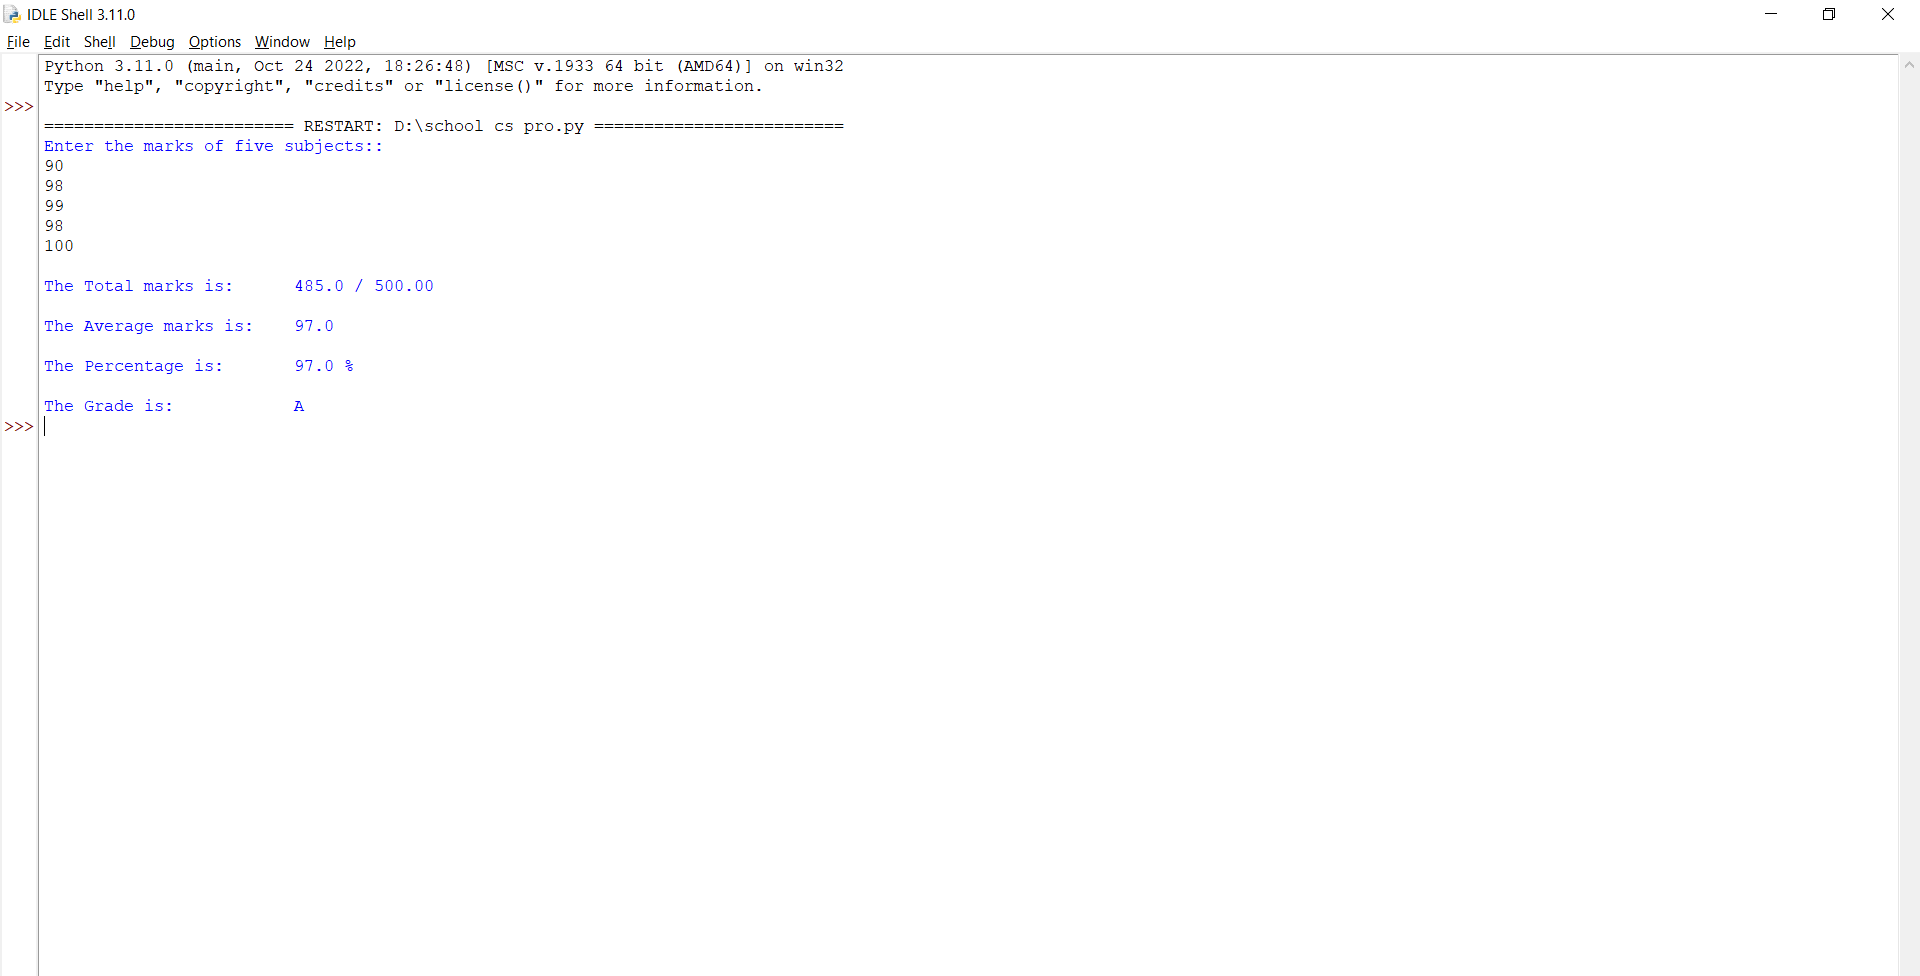 IDLE Shell 3.11.0
File Edit Shell Debug Options Window Help
Python 3.11.0 (main, Oct 24 2022, 18:26:48) [MSC v.1933 64 bit (AMD64)] on win32
Type "help", "copyright", "credits" or "license()" for more information.
>>>
========================= RESTART: D:\school cs pro.py =========================
Enter the marks of five subjects::
90
98
99
98
100
The Total marks is:      485.0 / 500.00
The Average marks is:    97.0
The Percentage is:       97.0 %
The Grade is:            A
>>>